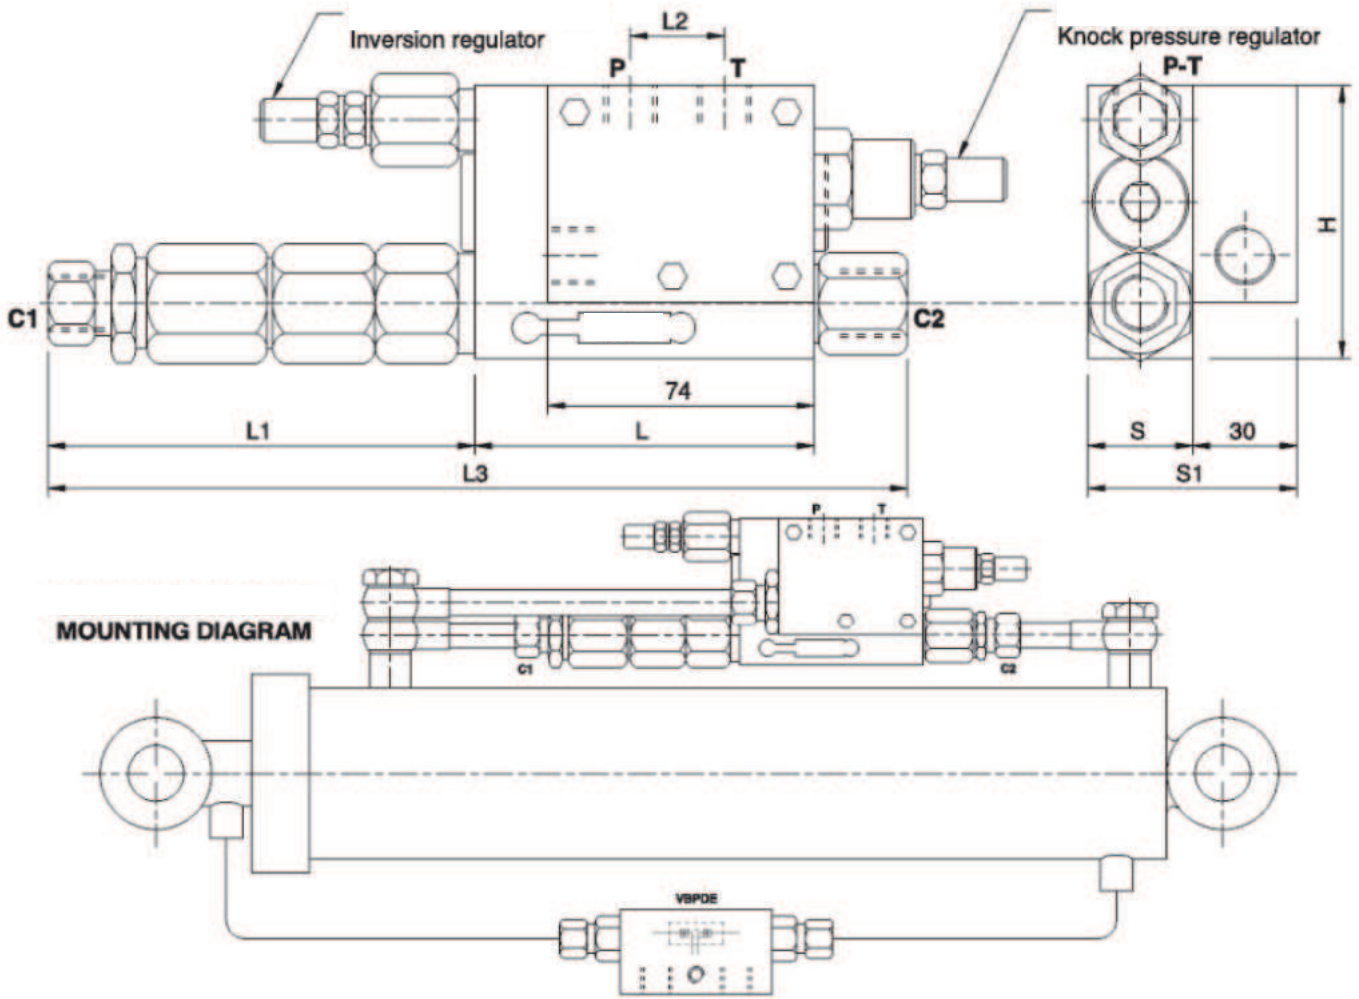 L2
Inversion regulator
Knock pressure regulator
P
T
P-T
H
C1
C2
74
L1
L
S
30
L3
S1
P
T
MOUNTING DIAGRAM
C1
C2
VBPDE